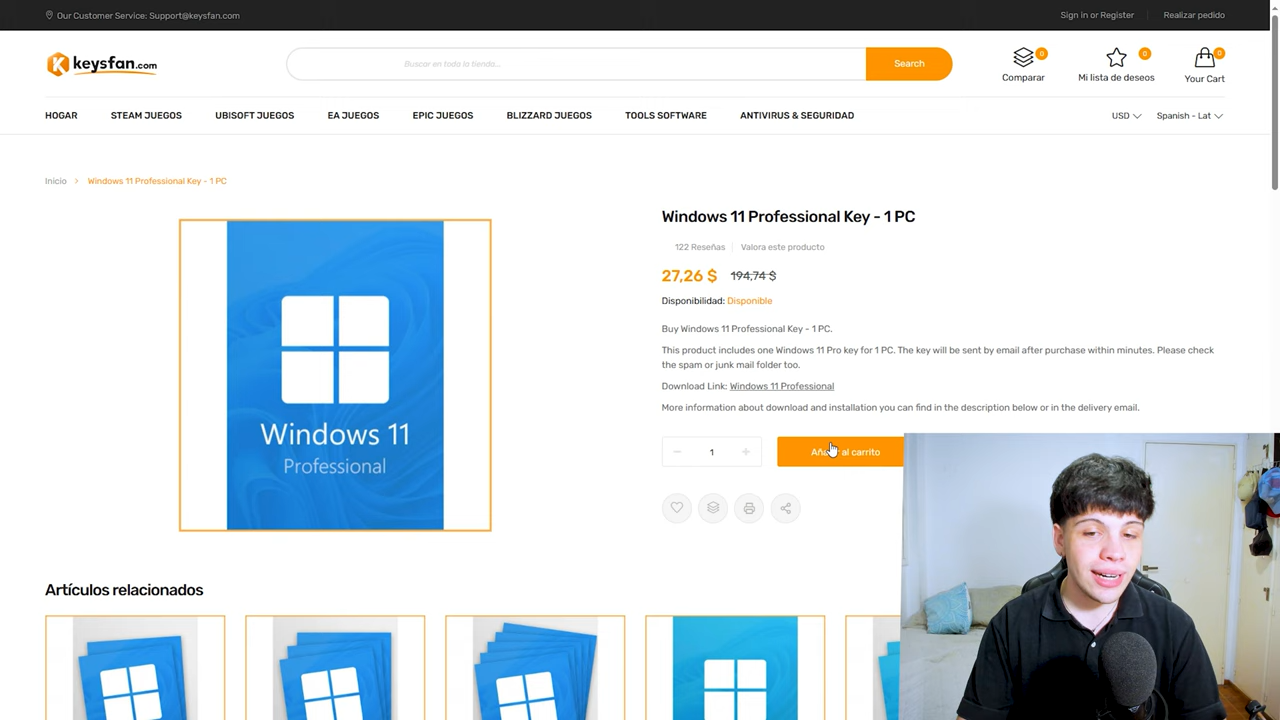 Our Customer Service: Support@keysfan.com
Sign in or Register
Realizar pedido
keysfan.com
Buscar en toda la tienda...
Search
0
Comparar
0
Mi lista de deseos
0
Your Cart
HOGAR
STEAM JUEGOS
UBISOFT JUEGOS
EA JUEGOS
EPIC JUEGOS
BLIZZARD JUEGOS
TOOLS SOFTWARE
ANTIVIRUS & SEGURIDAD
USD
Spanish - Lat
Inicio > Windows 11 Professional Key - 1 PC
Windows 11
Professional
Windows 11 Professional Key - 1 PC
122 Reseñas
Valora este producto
27,26 $ 194,74 $
Disponibilidad: Disponible
Buy Windows 11 Professional Key - 1 PC.
This product includes one Windows 11 Pro key for 1 PC. The key will be sent by email after purchase within minutes. Please check
the spam or junk mail folder too.
Download Link: Windows 11 Professional
More information about download and installation you can find in the description below or in the delivery email.
1
Añadir al carrito
Artículos relacionados